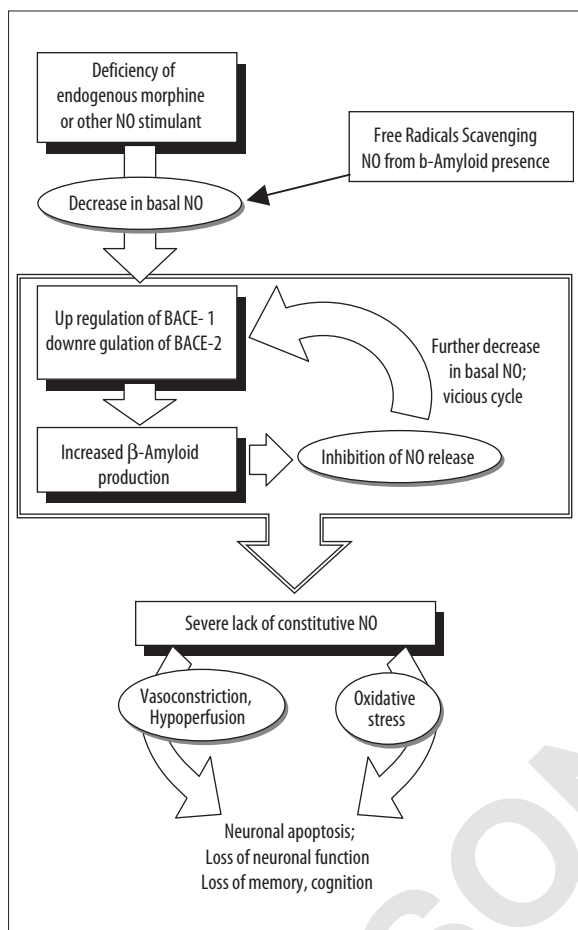 Deficiency of
endogenous morphine
or other NO stimulant
Free Radicals Scavenging
NO from b-Amyloid presence
Decrease in basal NO
Up regulation of BACE- 1
downre gulation of BACE-2
Further decrease
in basal NO;
vicious cycle
Increased β-Amyloid
production
Inhibition of NO release
Severe lack of constitutive NO
Vasoconstriction,
Hypoperfusion
Oxidative
stress
Neuronal apoptosis;
Loss of neuronal function
Loss of memory, cognition